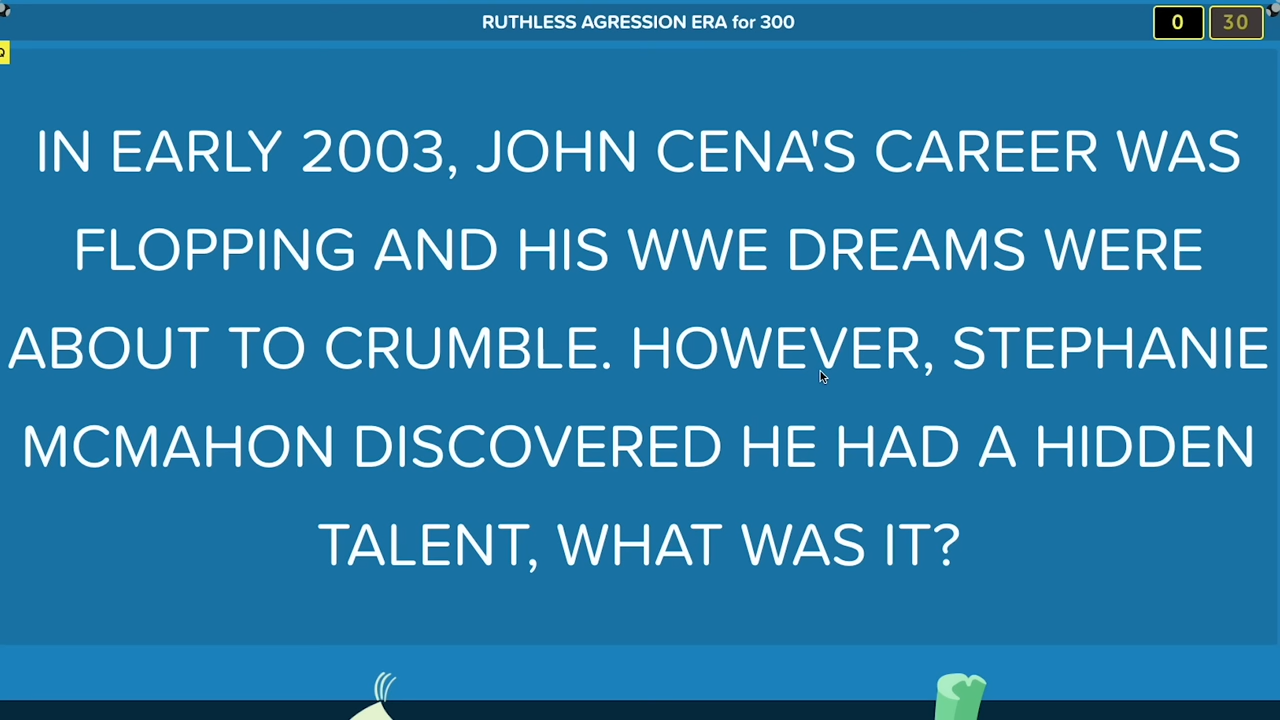 RUTHLESS AGRESSION ERA for 300
0 30
Q
IN EARLY 2003, JOHN CENA'S CAREER WAS
FLOPPING AND HIS WWE DREAMS WERE
ABOUT TO CRUMBLE. HOWEVER, STEPHANIE
MCMAHON DISCOVERED HE HAD A HIDDEN
TALENT, WHAT WAS IT?